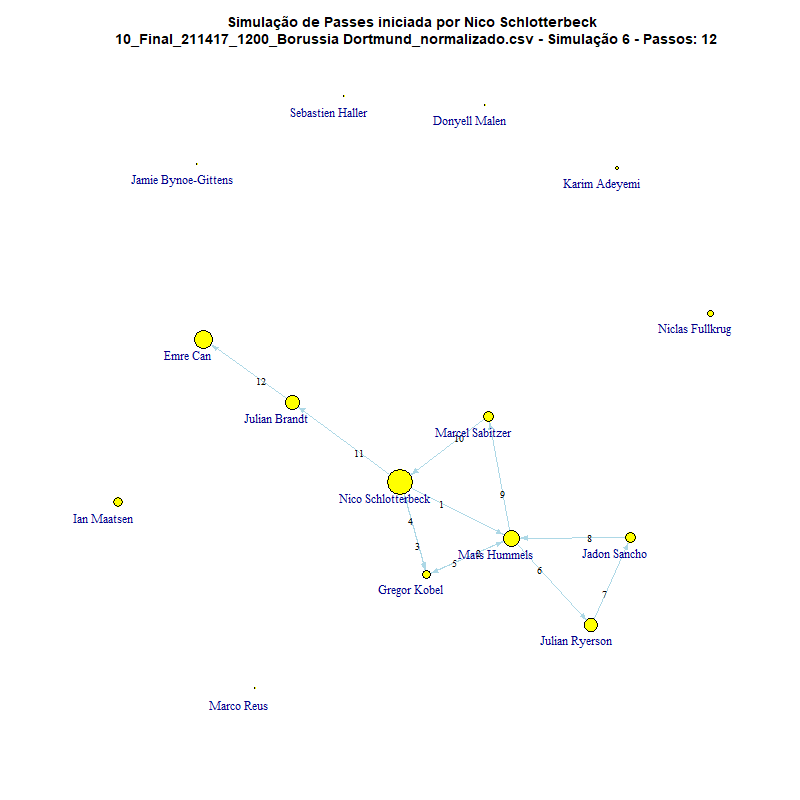 Simulação de Passes iniciada por Nico Schlotterbeck
10_Final_211417_1200_Borussia Dortmund_normalizado.csv - Simulação 6 - Passos: 12
Sebastien Haller
Donyell Malen
Jamie Bynoe-Gittens
Karim Adeyemi
Niclas Fullkrug
Emre Can
12
Julian Brandt
Marcel Sabitzer
10
11
Nico Schlotterbeck
9
1
4
Ian Maatsen
8
3
Mats Hummels
Jadon Sancho
5
6
Gregor Kobel
7
Julian Ryerson
Marco Reus